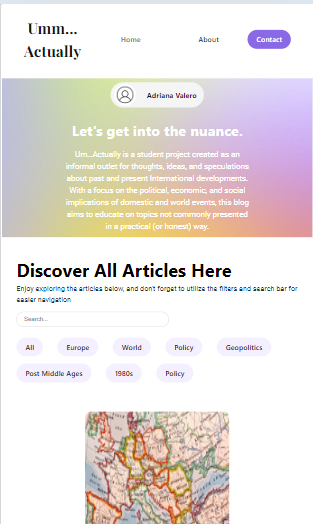 Umm...
Actually
Home
About
Contact
Adriana Valero
Let's get into the nuance.
Um...Actually is a student project created as an
informal outlet for thoughts, ideas, and speculations
about past and present International developments.
With a focus on the political, economic, and social
implications of domestic and world events, this blog
aims to educate on topics not commonly presented
in a practical (or honest) way.
Discover All Articles Here
Enjoy exploring the articles below, and don't forget to utilize the filters and search bar for
easier navigation
Search...
All
Europe
World
Policy
Geopolitics
Post Middle Ages
1980s
Policy